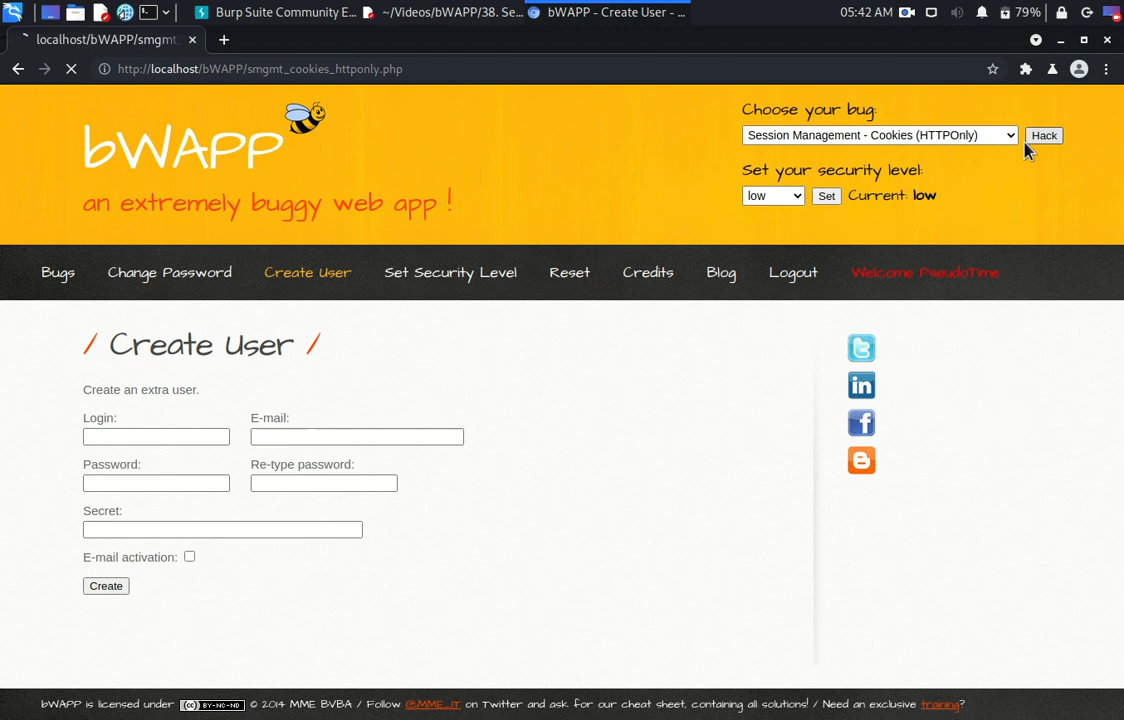 Burp Suite Community E... ~/Videos/bWAPP/38. Se... bWAPP - Create User - ... 05:42 AM 79%
localhost/bWAPP/smgmt_
http://localhost/bWAPP/smgmt_cookies_httponly.php
Choose your bug:
Session Management - Cookies (HTTPOnly) Hack
bWAPP
Set your security level:
low Set Current: low
an extremely buggy web app !
Bugs Change Password Create User Set Security Level Reset Credits Blog Logout Welcome PseudoTime
/ Create User /
Create an extra user.
Login: E-mail:
Password: Re-type password:
Secret:
E-mail activation:
Create
bWAPP is licensed under CC BY-NC-ND © 2014 MME BVBA / Follow @MME_IT on Twitter and ask for our cheat sheet, containing all solutions! / Need an exclusive training?